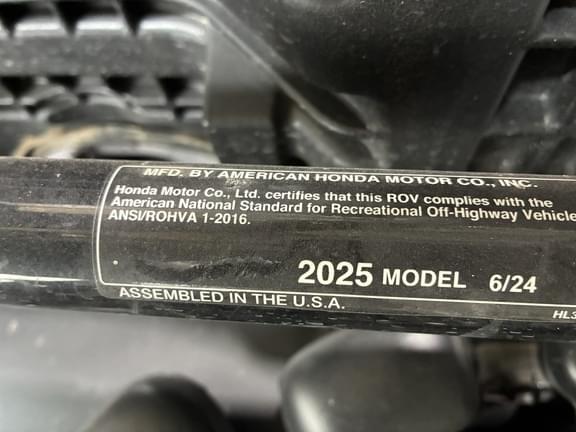 MFD. BY AMERICAN HONDA MOTOR CO., INC.
Honda Motor Co., Ltd. certifies that this ROV complies with the
American National Standard for Recreational Off-Highway Vehicle
ANSI/ROHVA 1-2016.
2025 MODEL 6/24
ASSEMBLED IN THE U.S.A.
HL3